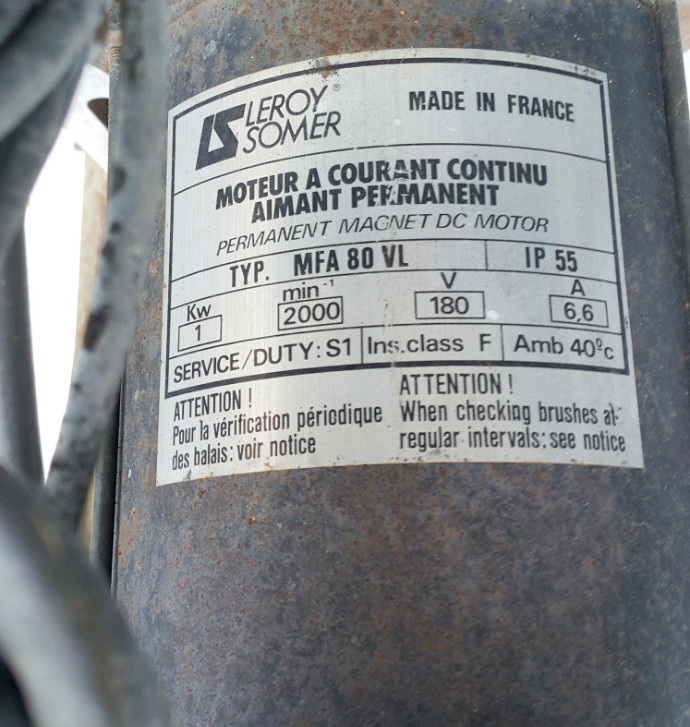 LEROY® SOMER
MADE IN FRANCE
MOTEUR A COURANT CONTINU
AIMANT PERMANENT
PERMANENT MAGNET DC MOTOR
TYP. MFA 80 VL IP 55
Kw min⁻¹ V A
1 2000 180 6,6
SERVICE/DUTY: S1 Ins.class F Amb 40ºc
ATTENTION !
Pour la vérification périodique
des balais: voir notice
ATTENTION !
When checking brushes at
regular intervals: see notice